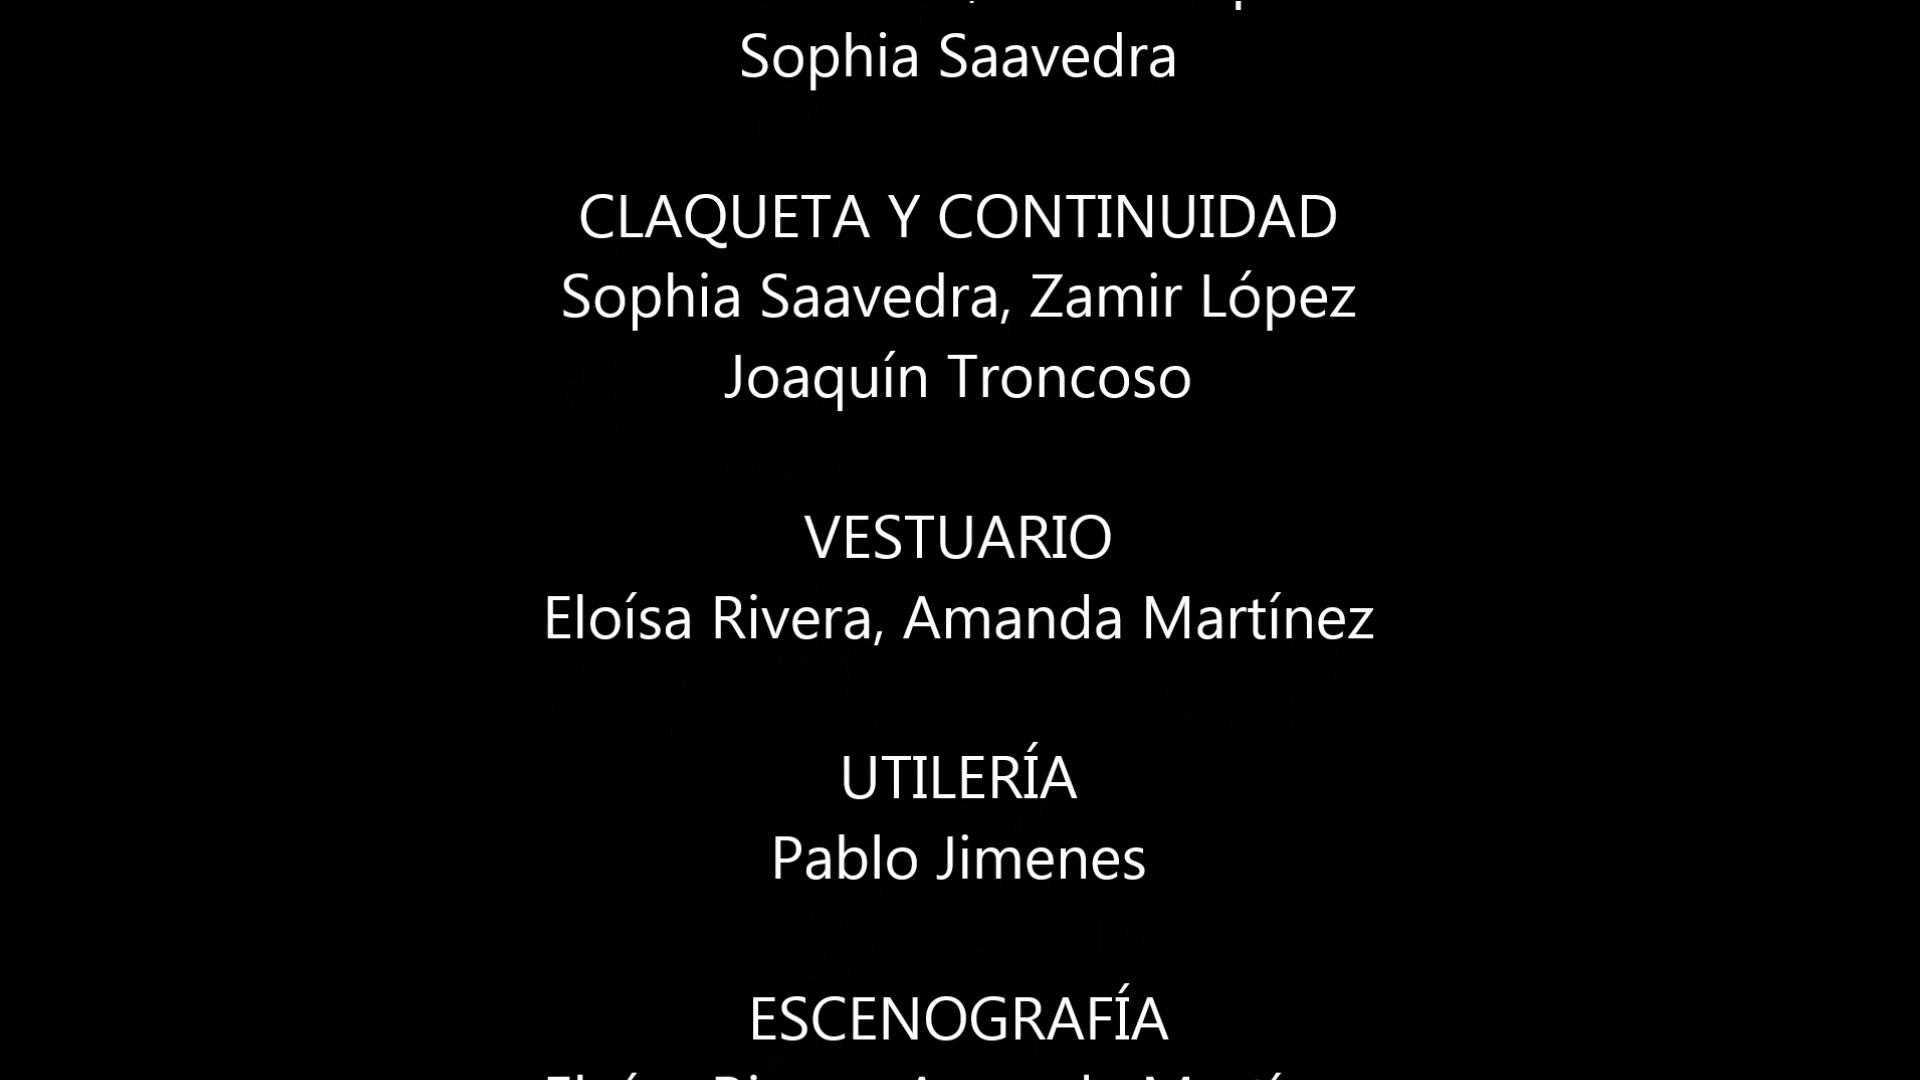 Sophia Saavedra
CLAQUETA Y CONTINUIDAD
Sophia Saavedra, Zamir López
Joaquín Troncoso
VESTUARIO
Eloísa Rivera, Amanda Martínez
UTILERÍA
Pablo Jimenes
ESCENOGRAFÍA